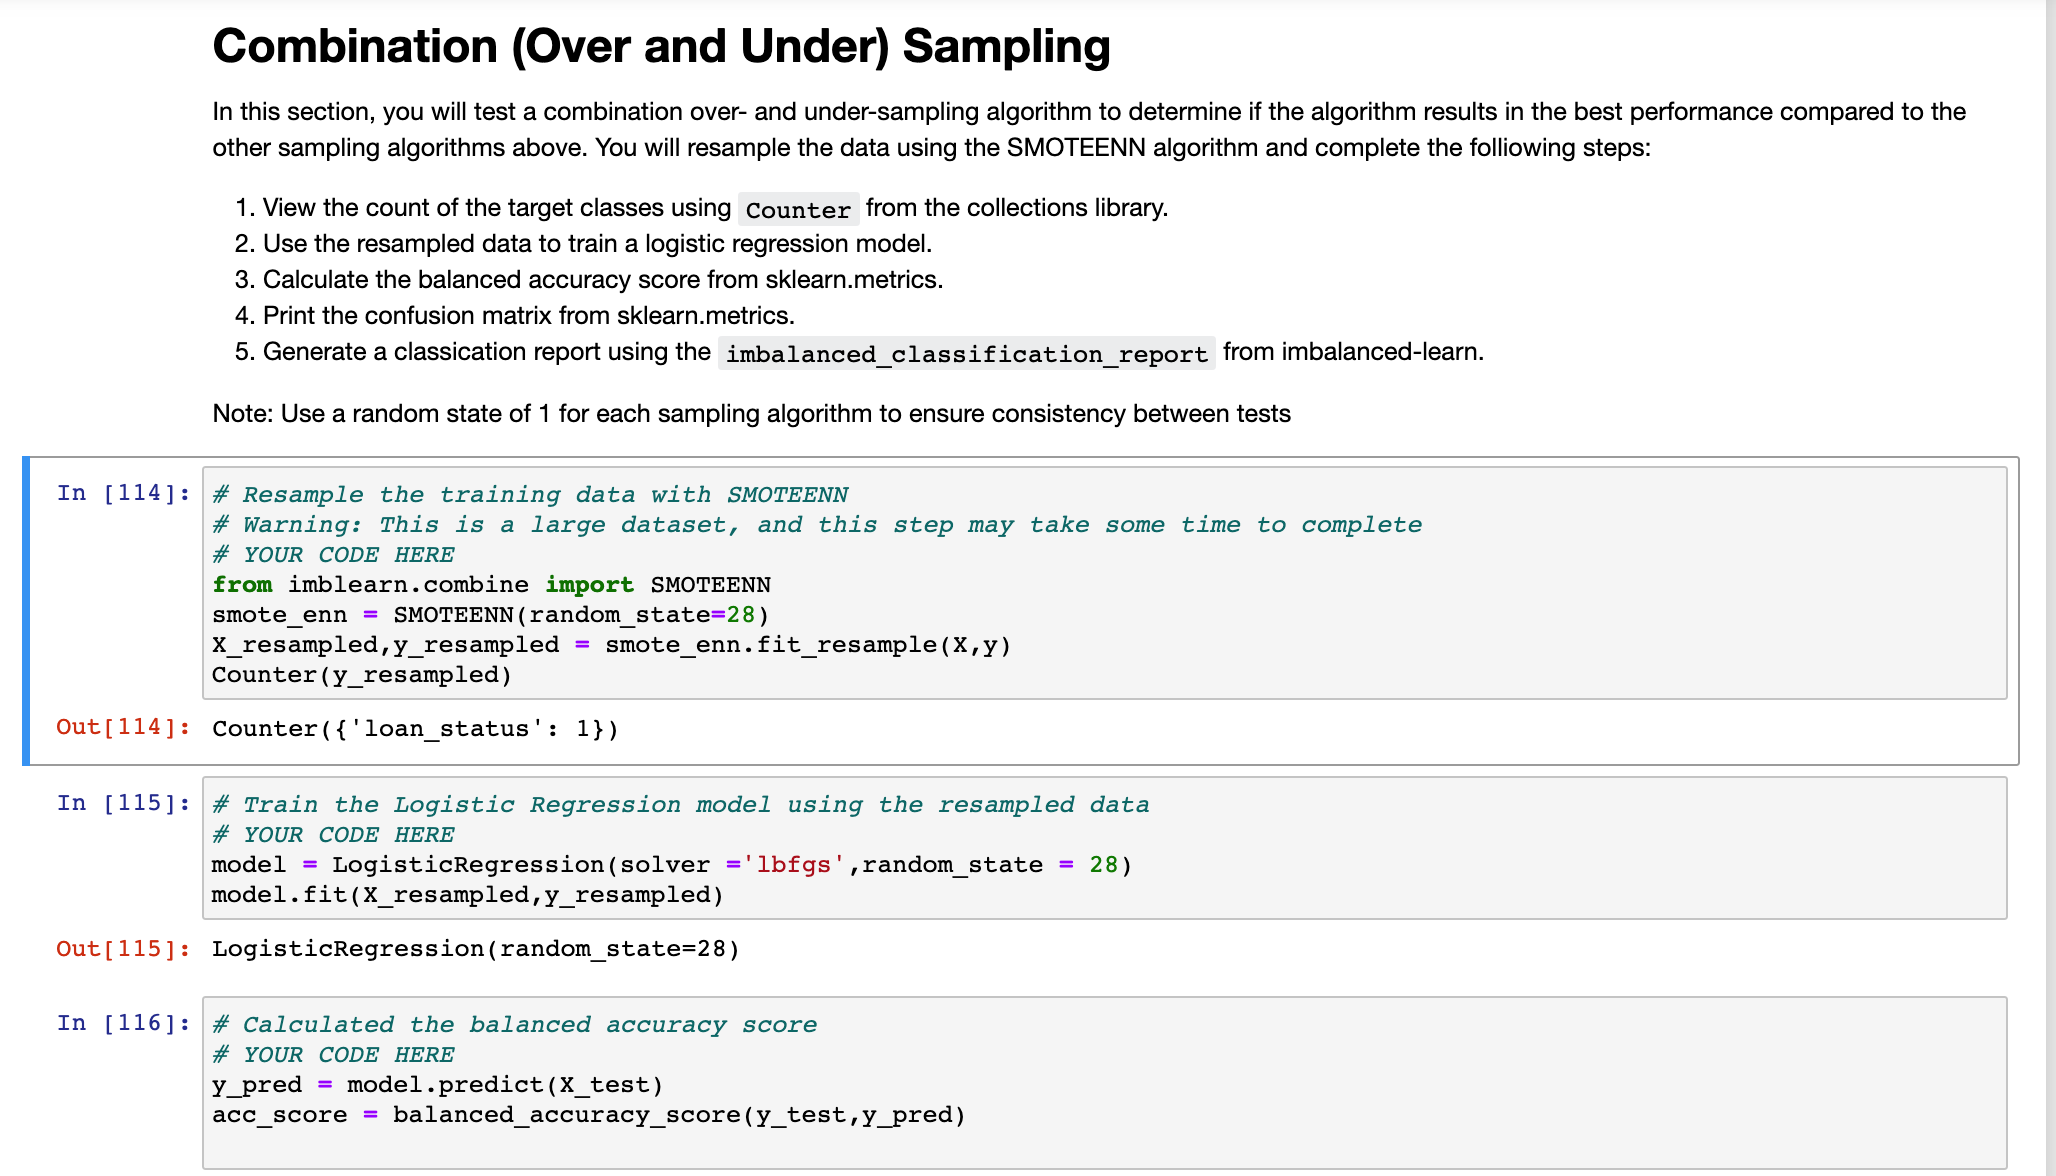 Combination (Over and Under) Sampling
In this section, you will test a combination over- and under-sampling algorithm to determine if the algorithm results in the best performance compared to the
other sampling algorithms above. You will resample the data using the SMOTEENN algorithm and complete the folliowing steps:
1. View the count of the target classes using Counter from the collections library.
2. Use the resampled data to train a logistic regression model.
3. Calculate the balanced accuracy score from sklearn.metrics.
4. Print the confusion matrix from sklearn.metrics.
5. Generate a classication report using the imbalanced_classification_report from imbalanced-learn.
Note: Use a random state of 1 for each sampling algorithm to ensure consistency between tests
In [114]: # Resample the training data with SMOTEENN
# Warning: This is a large dataset, and this step may take some time to complete
# YOUR CODE HERE
from imblearn.combine import SMOTEENN
smote_enn = SMOTEENN(random_state=28)
X_resampled,y_resampled = smote_enn.fit_resample(X,y)
Counter(y_resampled)
Out[114]: Counter({'loan_status': 1})
In [115]: # Train the Logistic Regression model using the resampled data
# YOUR CODE HERE
model = LogisticRegression(solver ='lbfgs',random_state = 28)
model.fit(X_resampled,y_resampled)
Out[115]: LogisticRegression(random_state=28)
In [116]: # Calculated the balanced accuracy score
# YOUR CODE HERE
y_pred = model.predict(X_test)
acc_score = balanced_accuracy_score(y_test,y_pred)